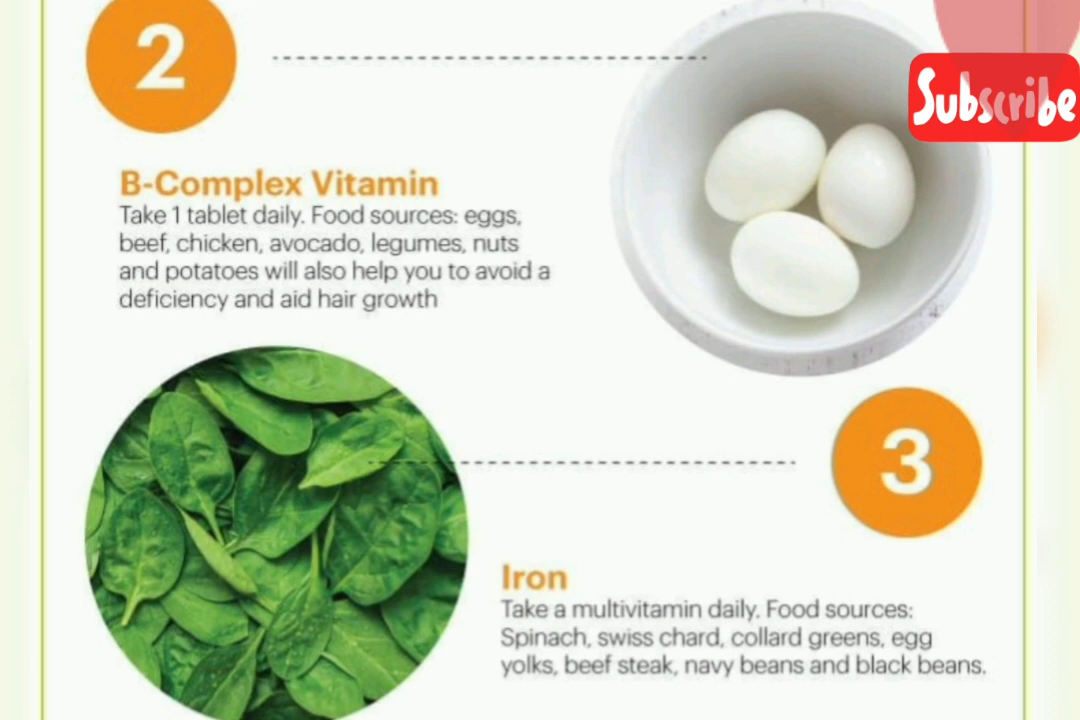 2
Subscribe
B-Complex Vitamin
Take 1 tablet daily. Food sources: eggs,
beef, chicken, avocado, legumes, nuts
and potatoes will also help you to avoid a
deficiency and aid hair growth
3
Iron
Take a multivitamin daily. Food sources:
Spinach, swiss chard, collard greens, egg
yolks, beef steak, navy beans and black beans.